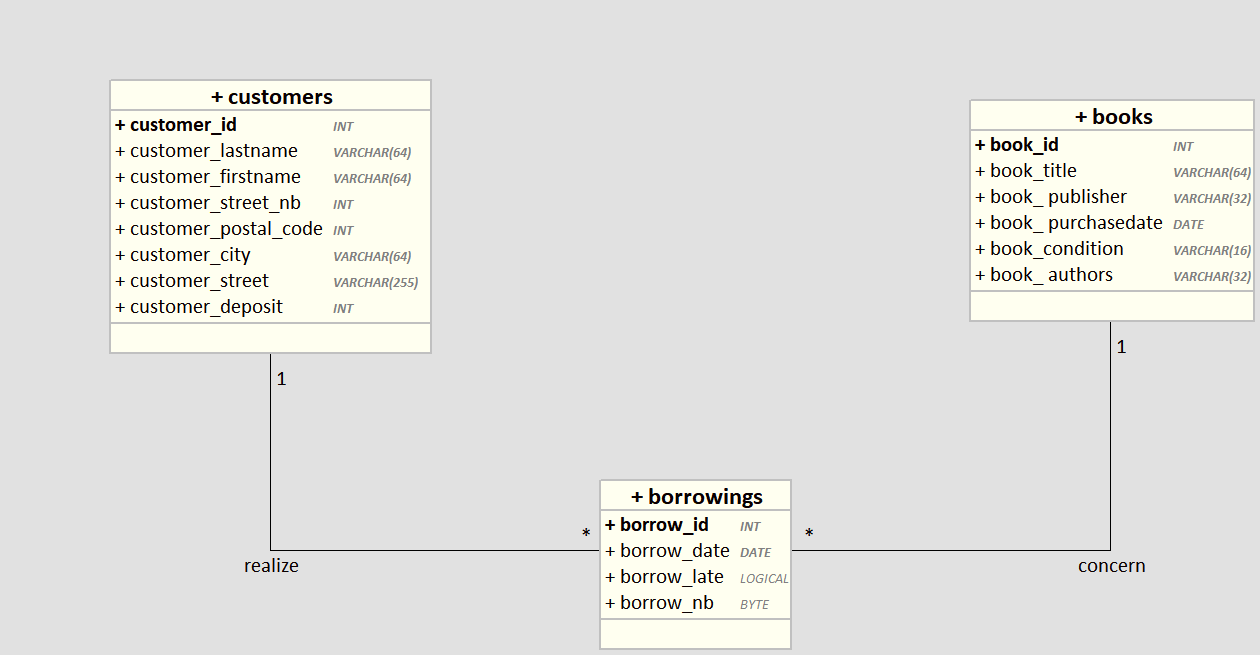 + customers
+ customer_id INT
+ customer_lastname VARCHAR(64)
+ customer_firstname VARCHAR(64)
+ customer_street_nb INT
+ customer_postal_code INT
+ customer_city VARCHAR(64)
+ customer_street VARCHAR(255)
+ customer_deposit INT
1
+ books
+ book_id INT
+ book_title VARCHAR(64)
+ book_ publisher VARCHAR(32)
+ book_ purchasedate DATE
+ book_condition VARCHAR(16)
+ book_ authors VARCHAR(32)
1
* 
realize
+ borrowings
+ borrow_id INT
+ borrow_date DATE
+ borrow_late LOGICAL
+ borrow_nb BYTE
*
concern